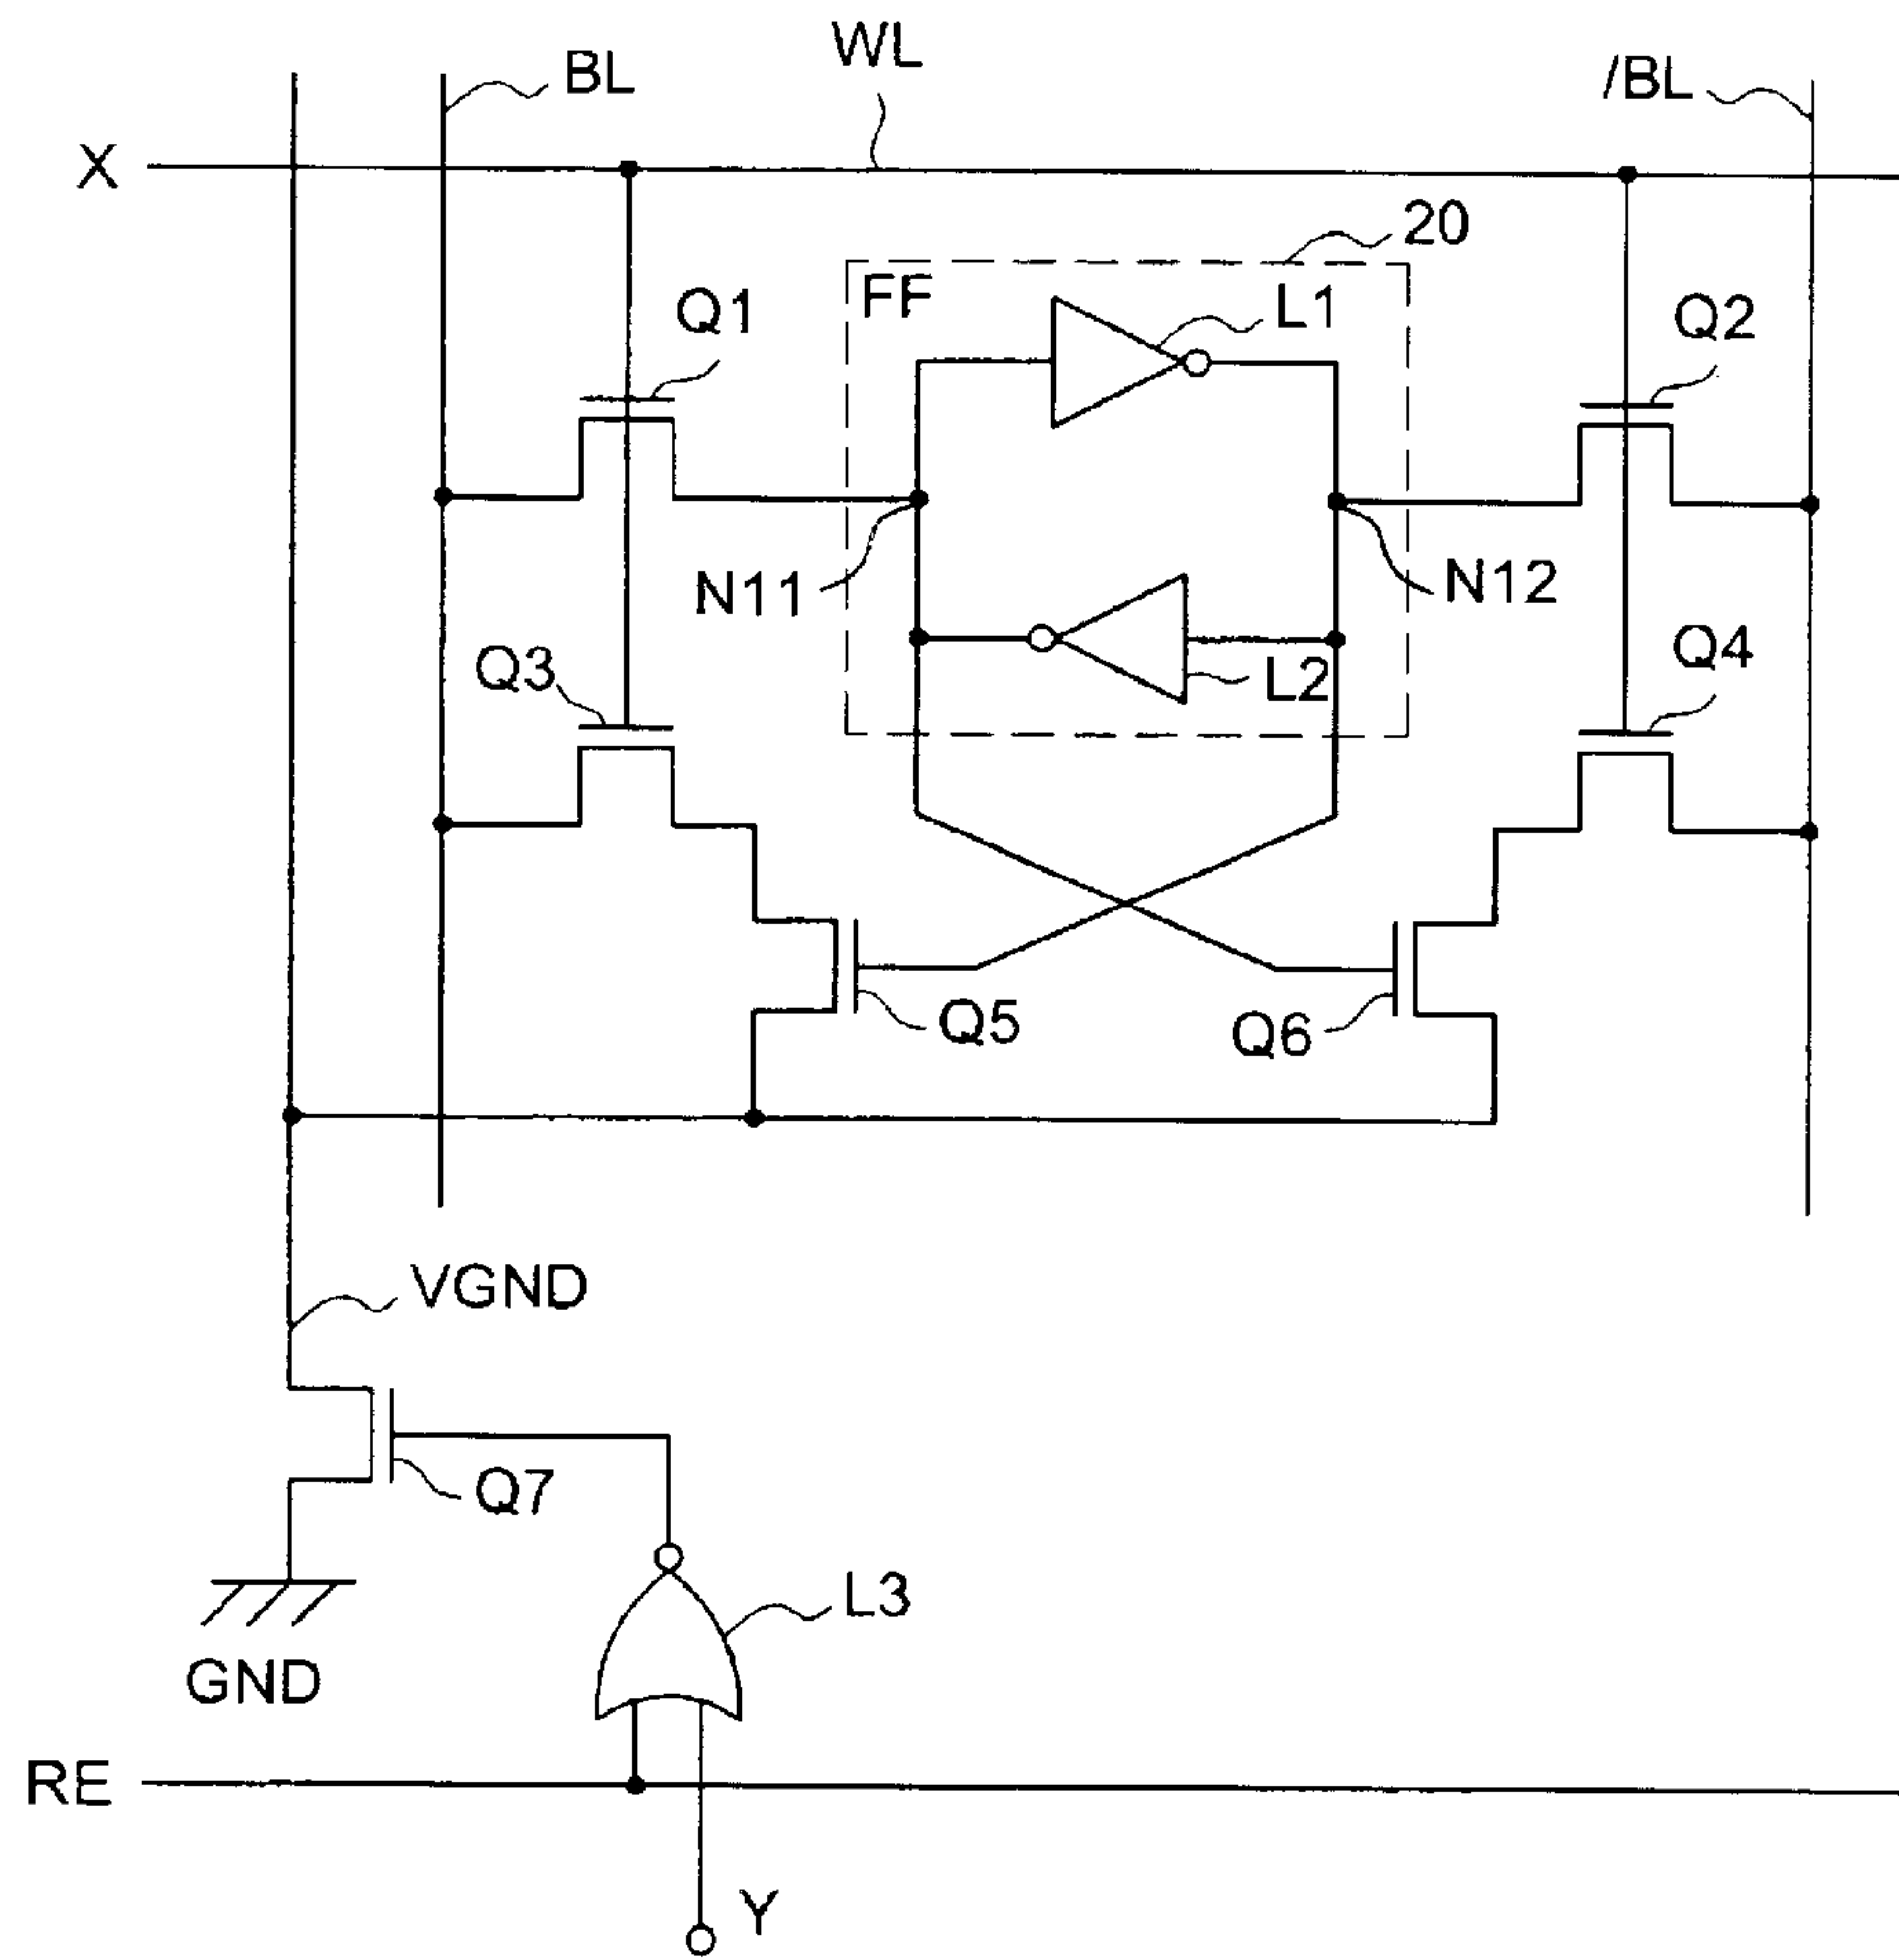 WL
BL
/BL
X
20
FF
L1
Q1
Q2
N11
N12
Q3
L2
Q4
Q5
Q6
VGND
Q7
L3
GND
RE
Y